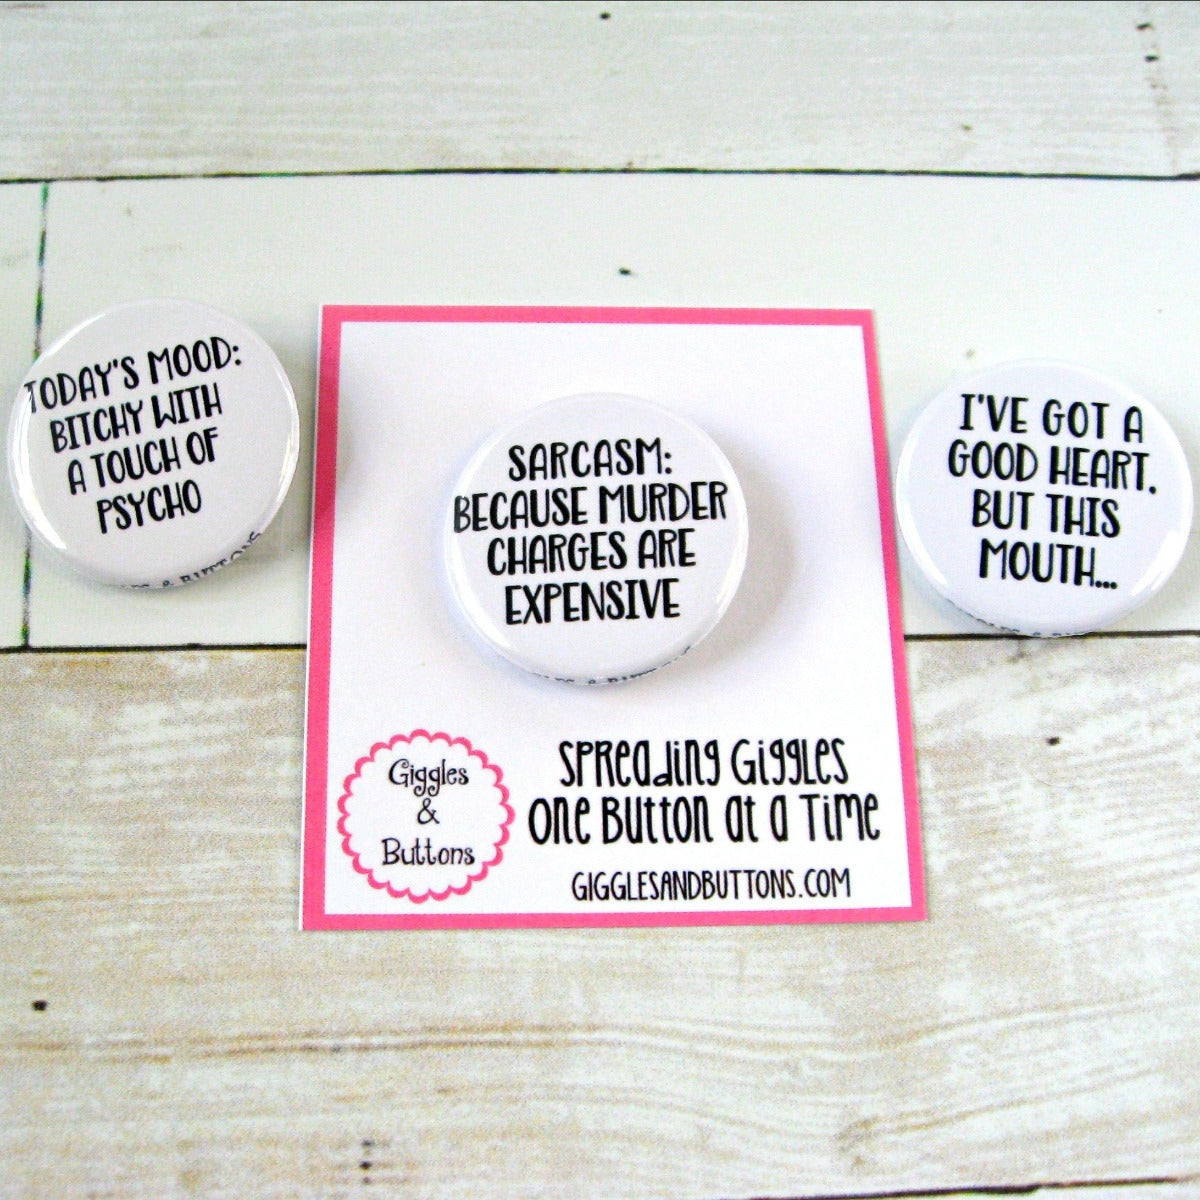 TODAY'S MOOD:
BITCHY WITH
A TOUCH OF
PSYCHO
& BUTTONS
SARCASM:
BECAUSE MURDER
CHARGES ARE
EXPENSIVE
I'VE GOT A
GOOD HEART.
BUT THIS
MOUTH...
Giggles
&
Buttons
Spreading Giggles
One Button at a Time
GIGGLESANDBUTTONS.COM